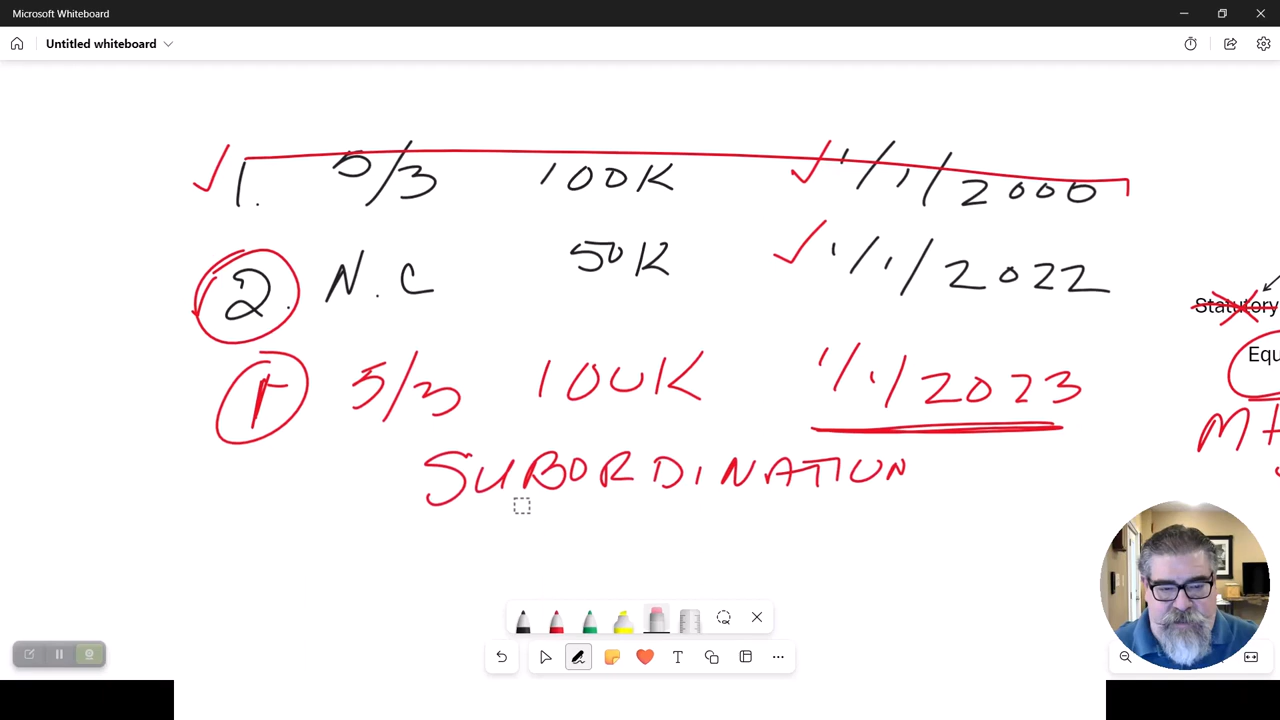 Microsoft Whiteboard
Untitled whiteboard
1. 5/3 100K 1/1/2000
2. N.C 50K 1/1/2022
Statutory
Equ
1 5/3 100K 1/1/2023
M
SUBORDINATION